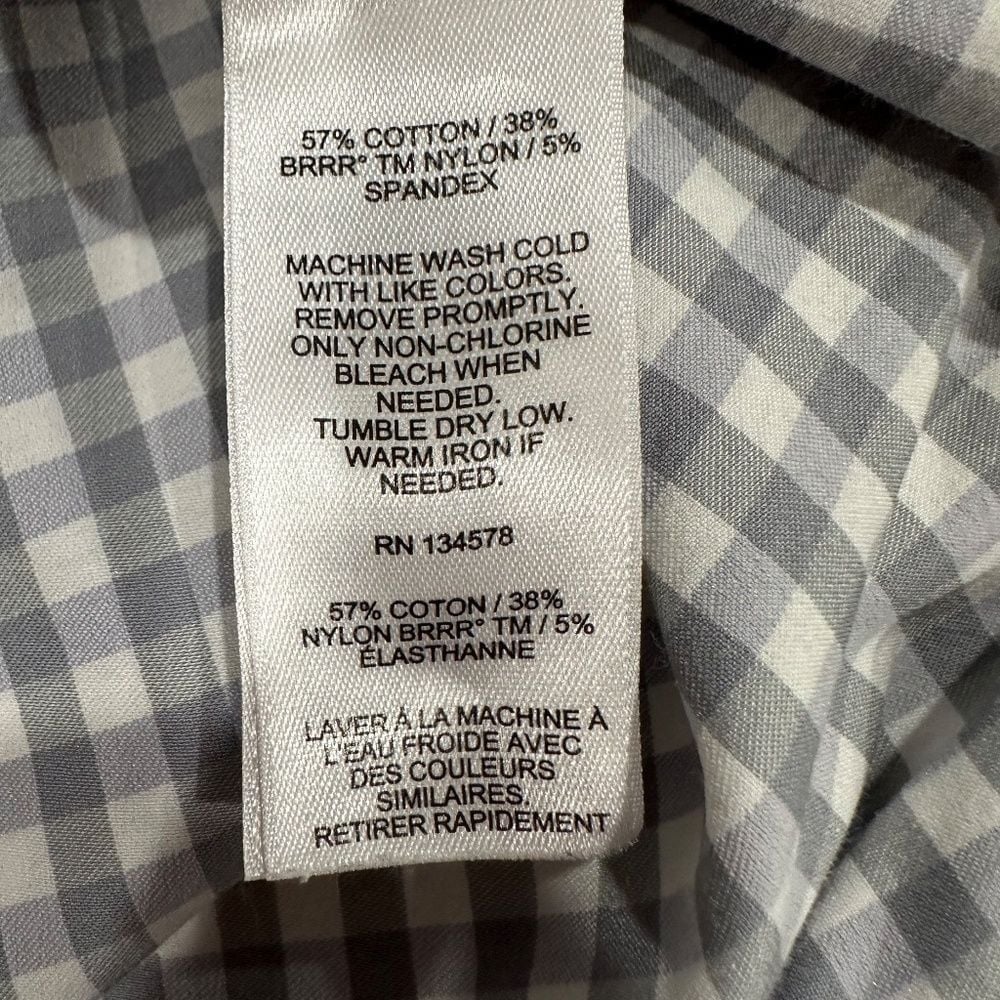 57% COTTON / 38%
BRRR° TM NYLON / 5%
SPANDEX
MACHINE WASH COLD
WITH LIKE COLORS.
REMOVE PROMPTLY.
ONLY NON-CHLORINE
BLEACH WHEN
NEEDED.
TUMBLE DRY LOW.
WARM IRON IF
NEEDED.
RN 134578
57% COTON / 38%
NYLON BRRR° TM / 5%
ÉLASTHANNE
LAVER À LA MACHINE À
L'EAU FROIDE AVEC
DES COULEURS
SIMILAIRES.
RETIRER RAPIDEMENT